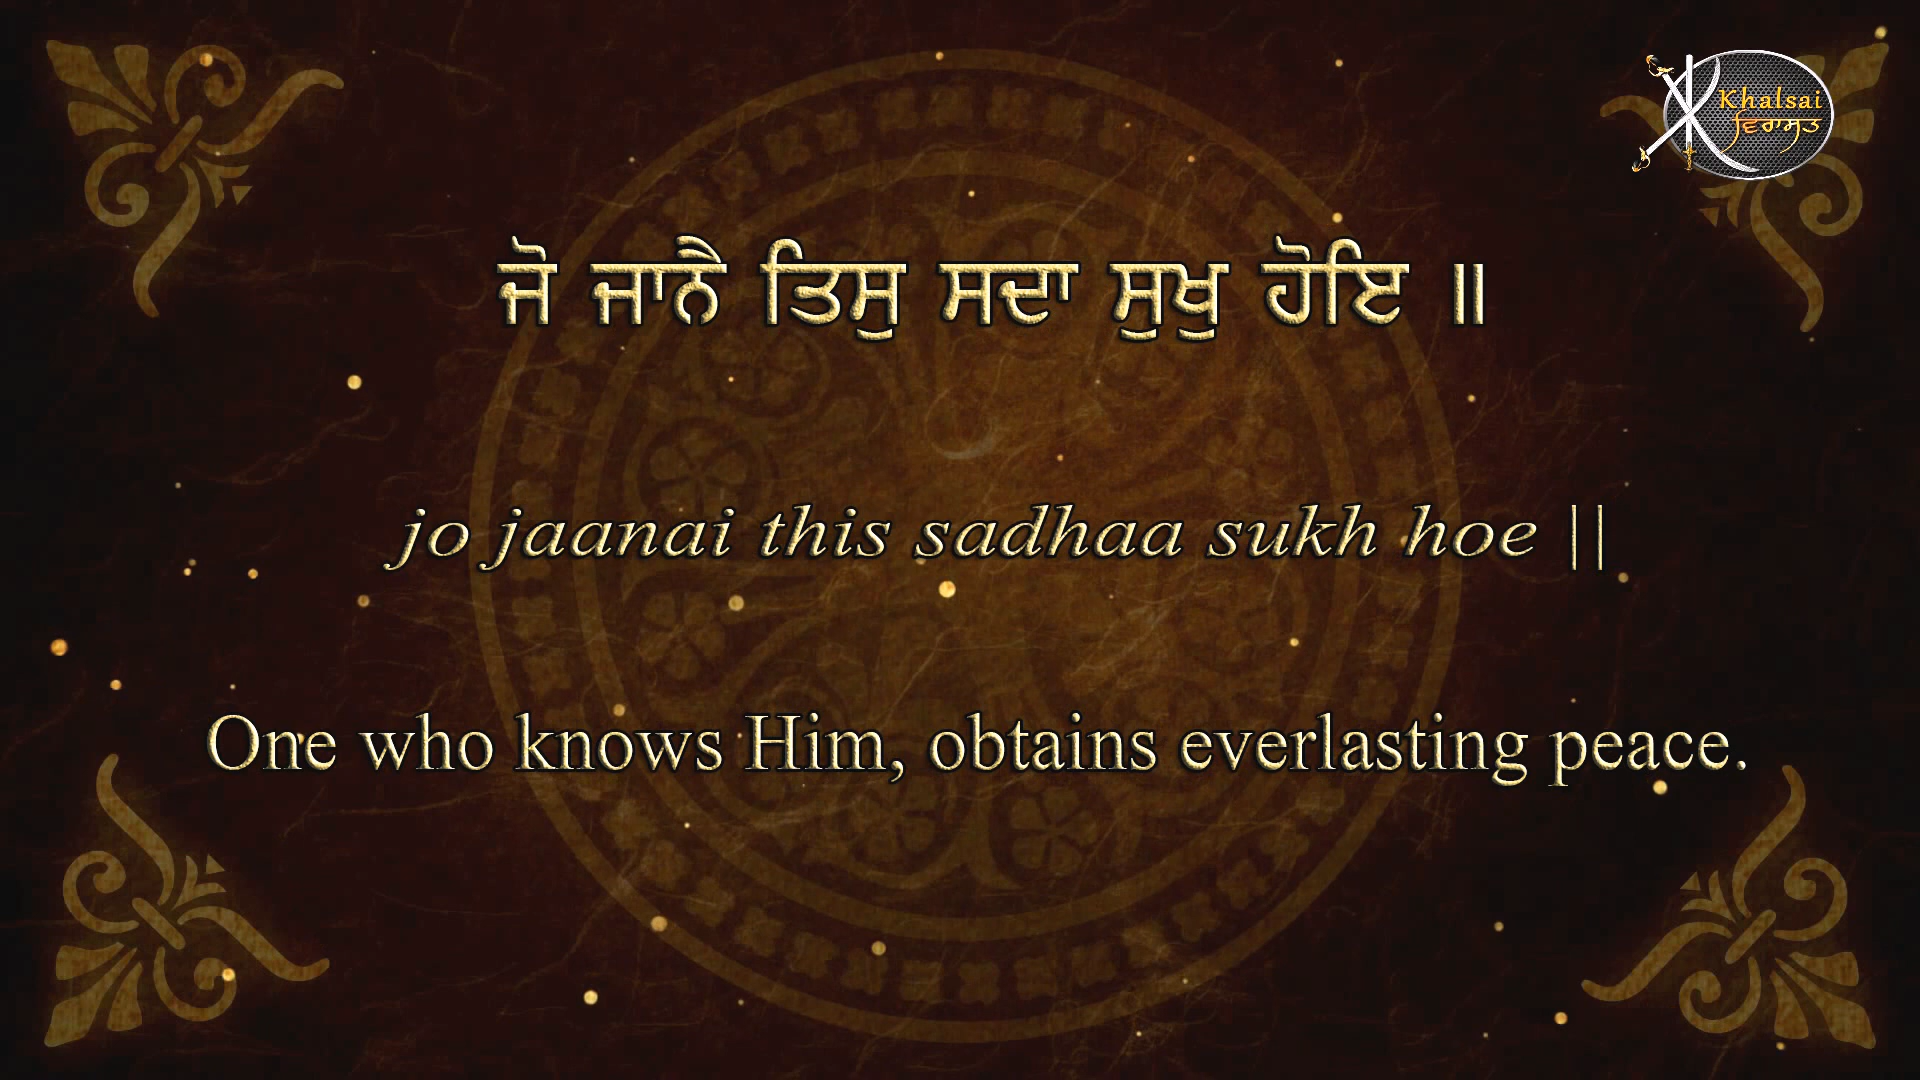 Khalsai
ਵਿਰਾਸਤ
ਜੋ ਜਾਨੈ ਤਿਸੁ ਸਦਾ ਸੁਖੁ ਹੋਇ ॥
jo jaanai this sadhaa sukh hoe ||
One who knows Him, obtains everlasting peace.